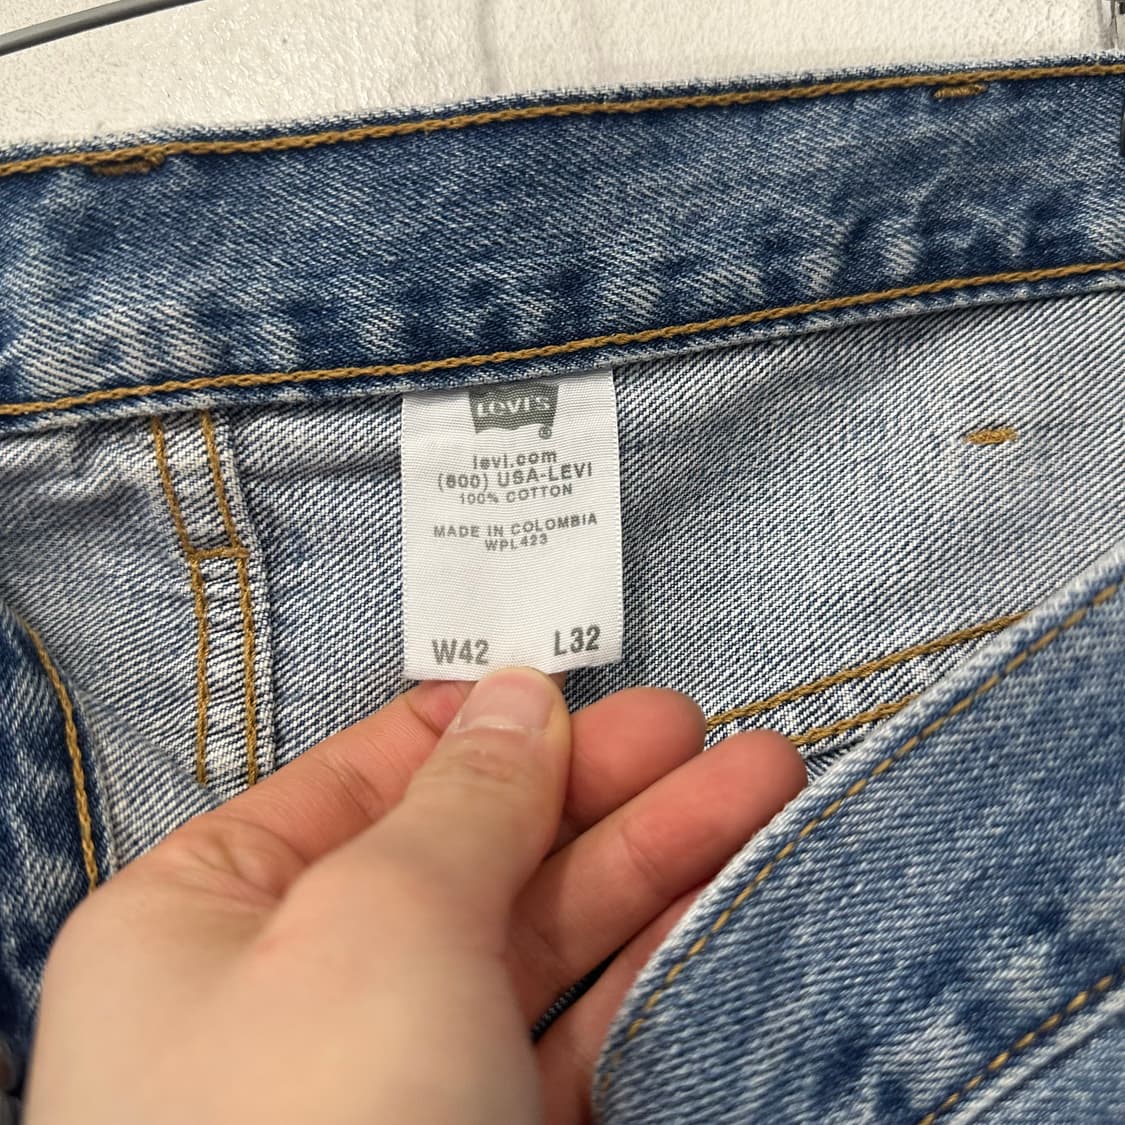 Levi's
®
levi.com
(800) USA-LEVI
100% COTTON
MADE IN COLOMBIA
WPL423
W42 L32